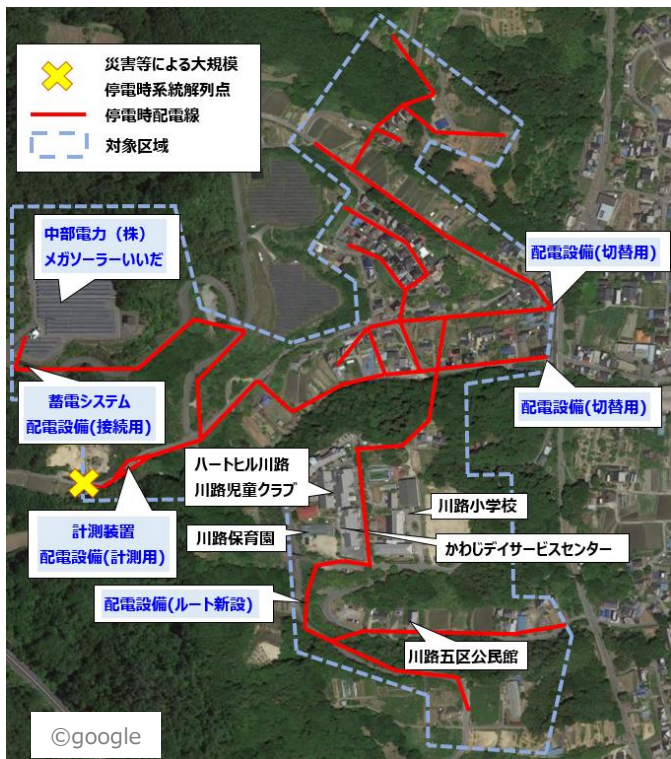 災害等による大規模
停電時系統解列点
停電時配電線
対象区域
中部電力（株）
メガソーラーいいだ
配電設備(切替用)
蓄電システム
配電設備(接続用)
配電設備(切替用)
ハートヒル川路
川路児童クラブ
川路小学校
計測装置
配電設備(計測用)
川路保育園
かわじデイサービスセンター
配電設備(ルート新設)
川路五区公民館
©google